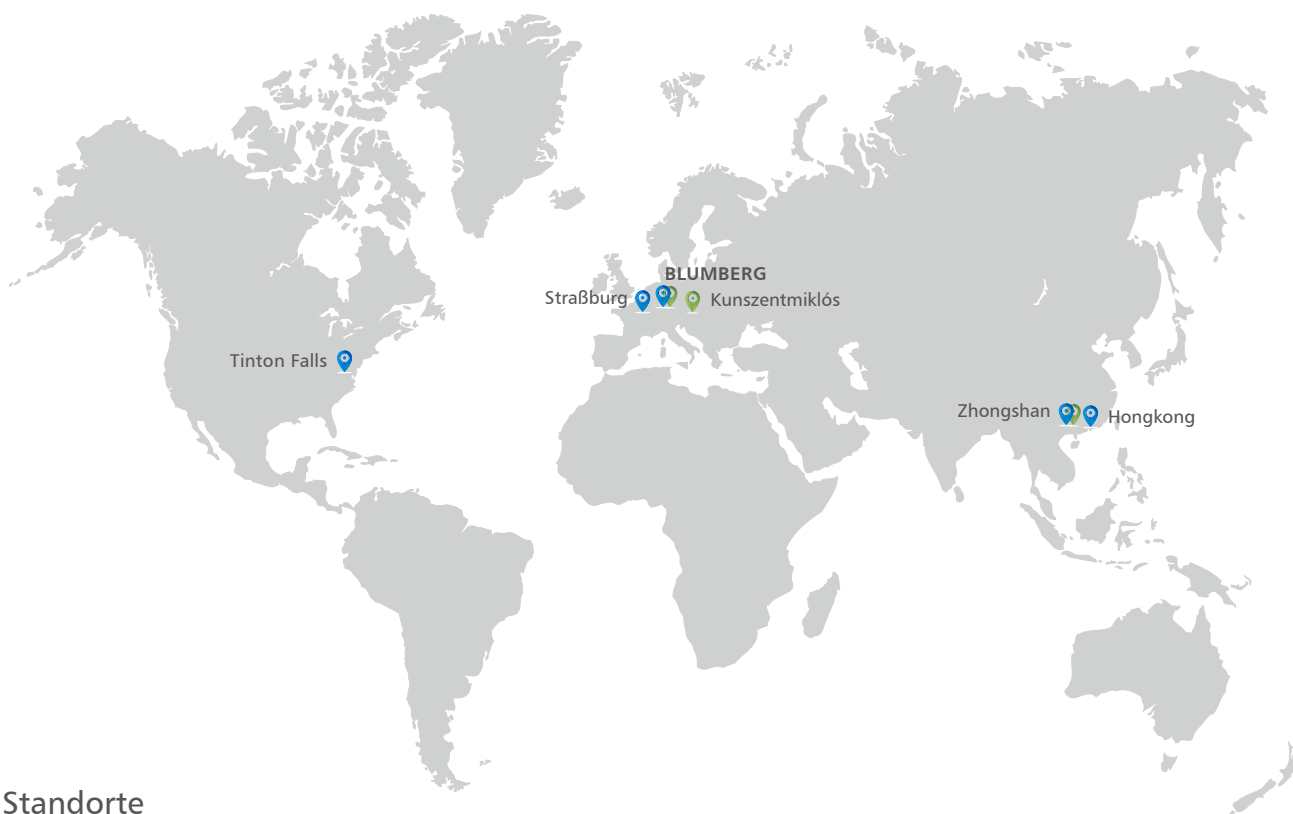 BLUMBERG
Straßburg
Kunszentmiklós
Tinton Falls
Zhongshan
Hongkong
Standorte